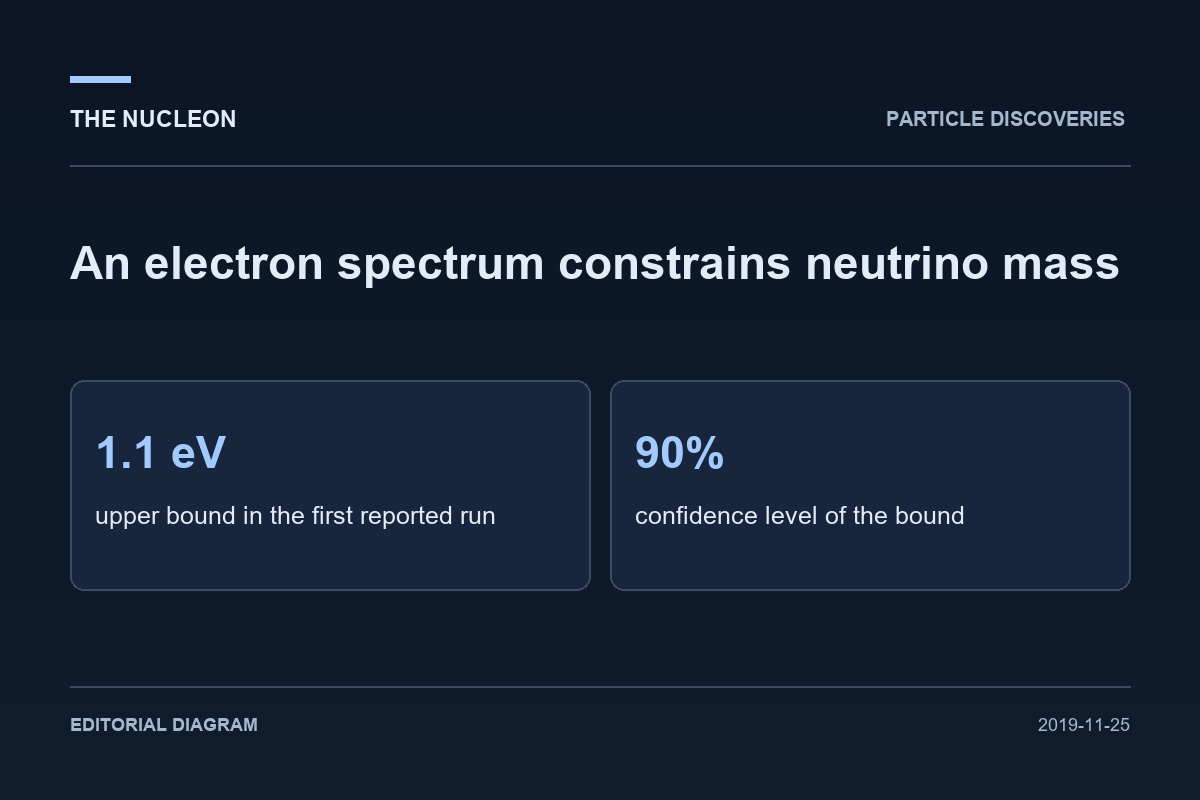 THE NUCLEON
PARTICLE DISCOVERIES
An electron spectrum constrains neutrino mass
1.1 eV
upper bound in the first reported run
90%
confidence level of the bound
EDITORIAL DIAGRAM
2019-11-25